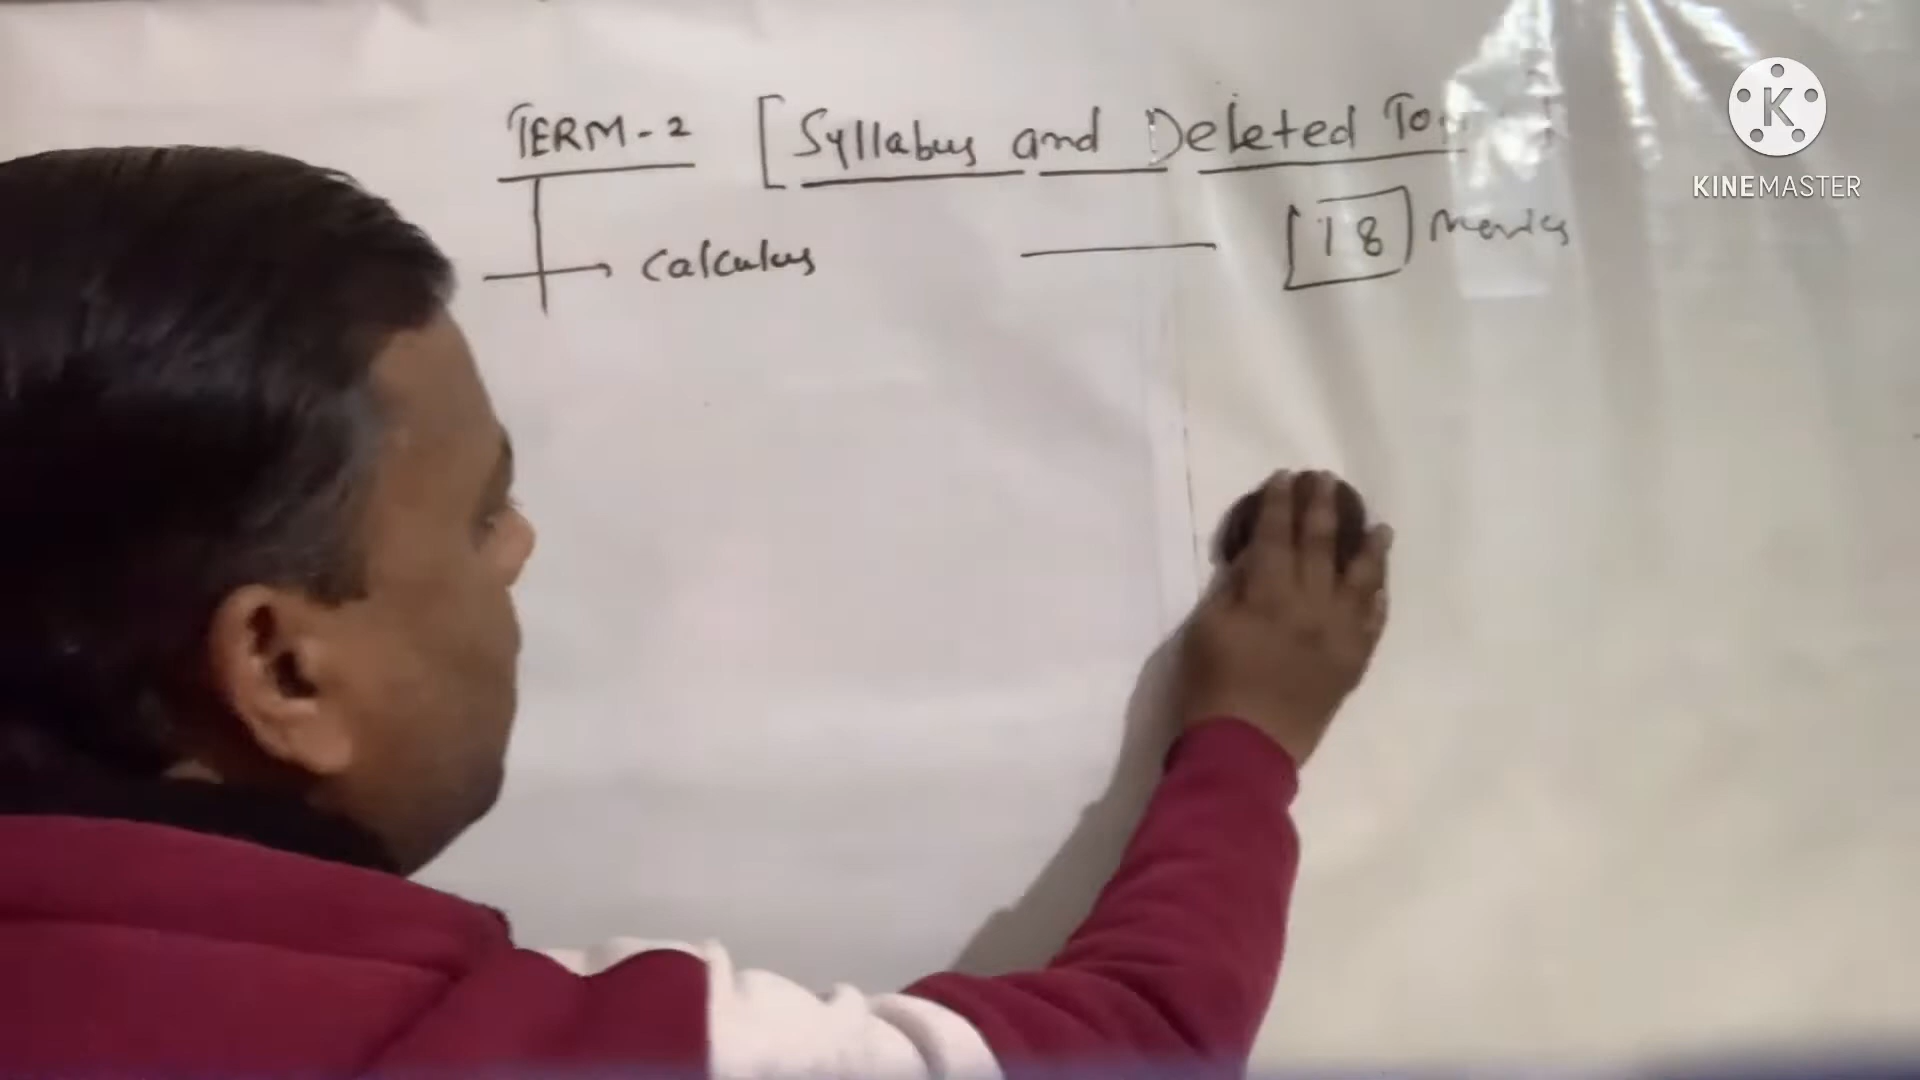 TERM-2 [Syllabus and Deleted To
Calculus [18] Marks
K
KINEMASTER